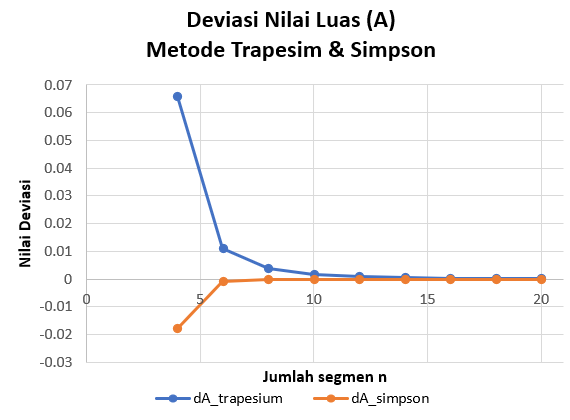 Deviasi Nilai Luas (A)
Metode Trapesim & Simpson
0.07
0.06
0.05
0.04
0.03
0.02
0.01
0
-0.01
-0.02
-0.03
Nilai Deviasi
0 5 10 15 20
Jumlah segmen n
dA_trapesium dA_simpson